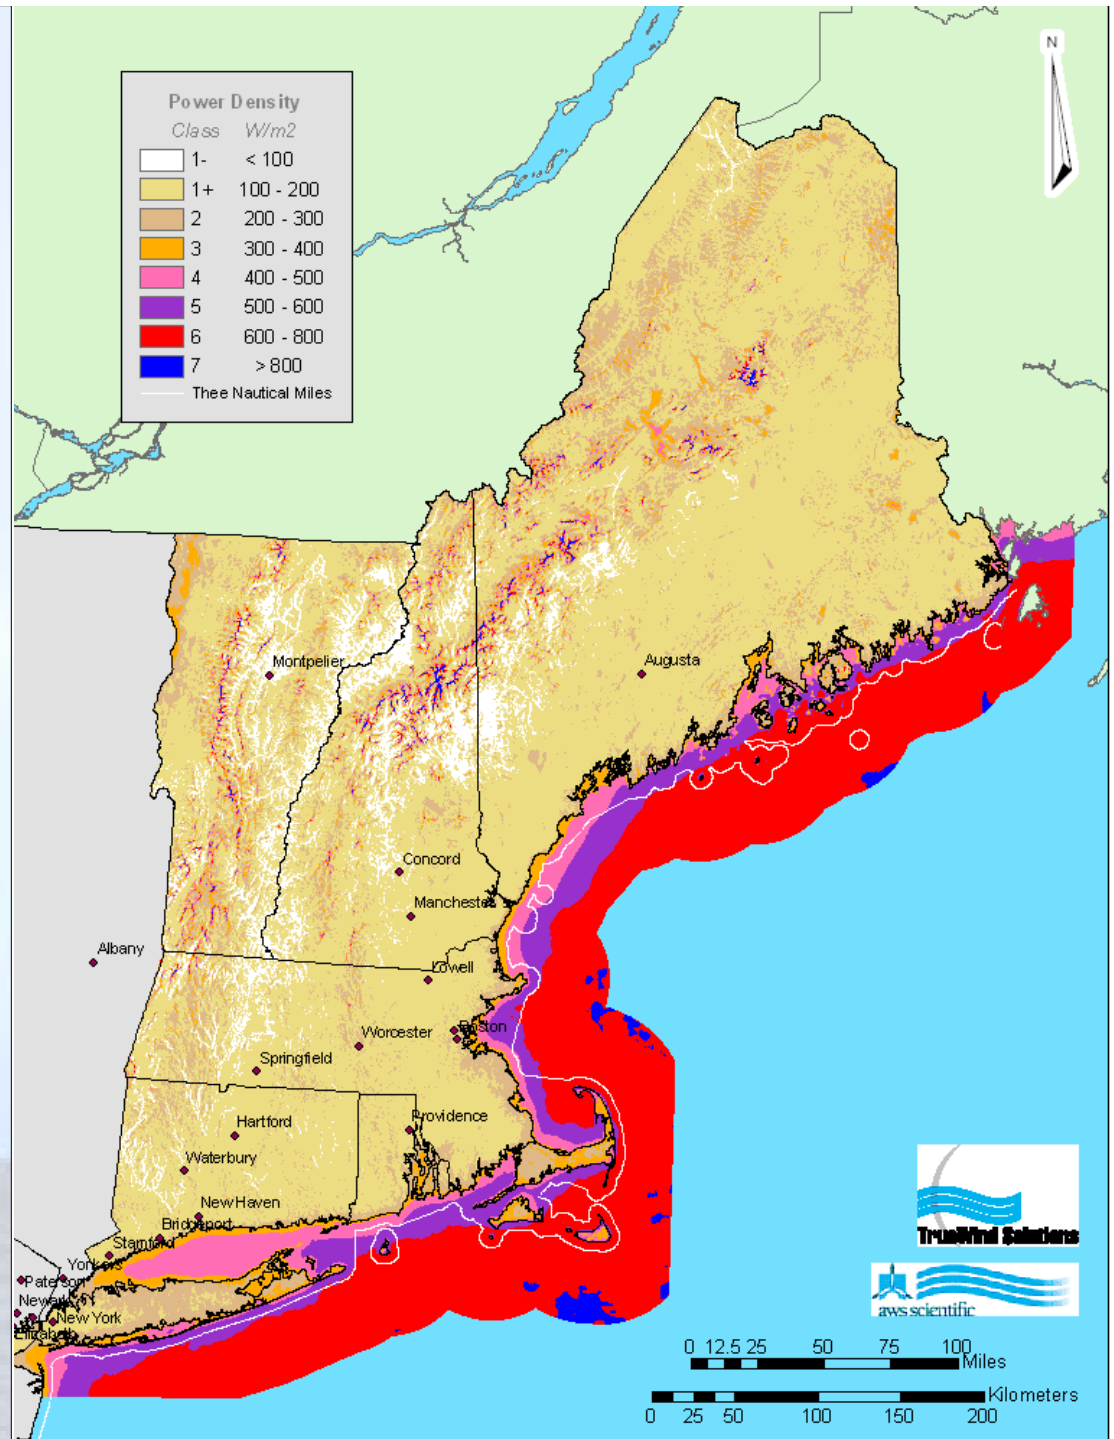 N
Power Density
Class W/m2
1- < 100
1+ 100 - 200
2 200 - 300
3 300 - 400
4 400 - 500
5 500 - 600
6 600 - 800
7 > 800
Thee Nautical Miles
Montpelier
Augusta
Concord
Manchester
Albany
Lowell
Boston
Worcester
Springfield
Providence
Hartford
Waterbury
New Haven
Bridgeport
Stamford
Yonkers
Paterson
Newark
New York
Elizabeth
TrueWind Solutions
aws scientific
0 12.5 25 50 75 100
Miles
Kilometers
0 25 50 100 150 200